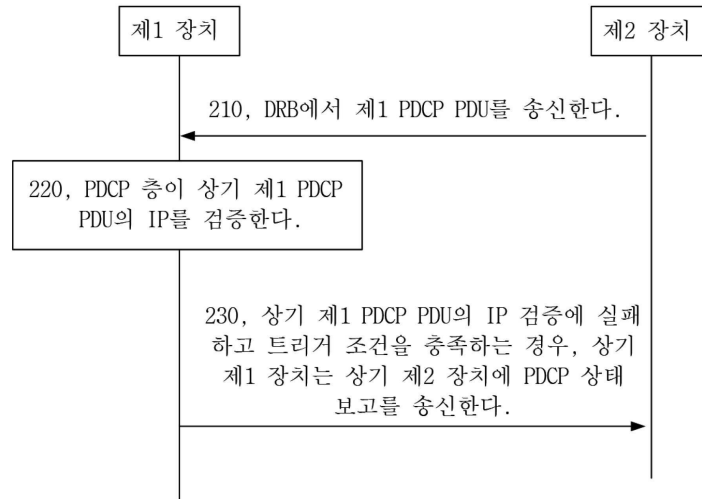 제1 장치
제2 장치
210, DRB에서 제1 PDCP PDU를 송신한다.
220, PDCP 층이 상기 제1 PDCP
PDU의 IP를 검증한다.
230, 상기 제1 PDCP PDU의 IP 검증에 실패
하고 트리거 조건을 충족하는 경우, 상기
제1 장치는 상기 제2 장치에 PDCP 상태
보고를 송신한다.